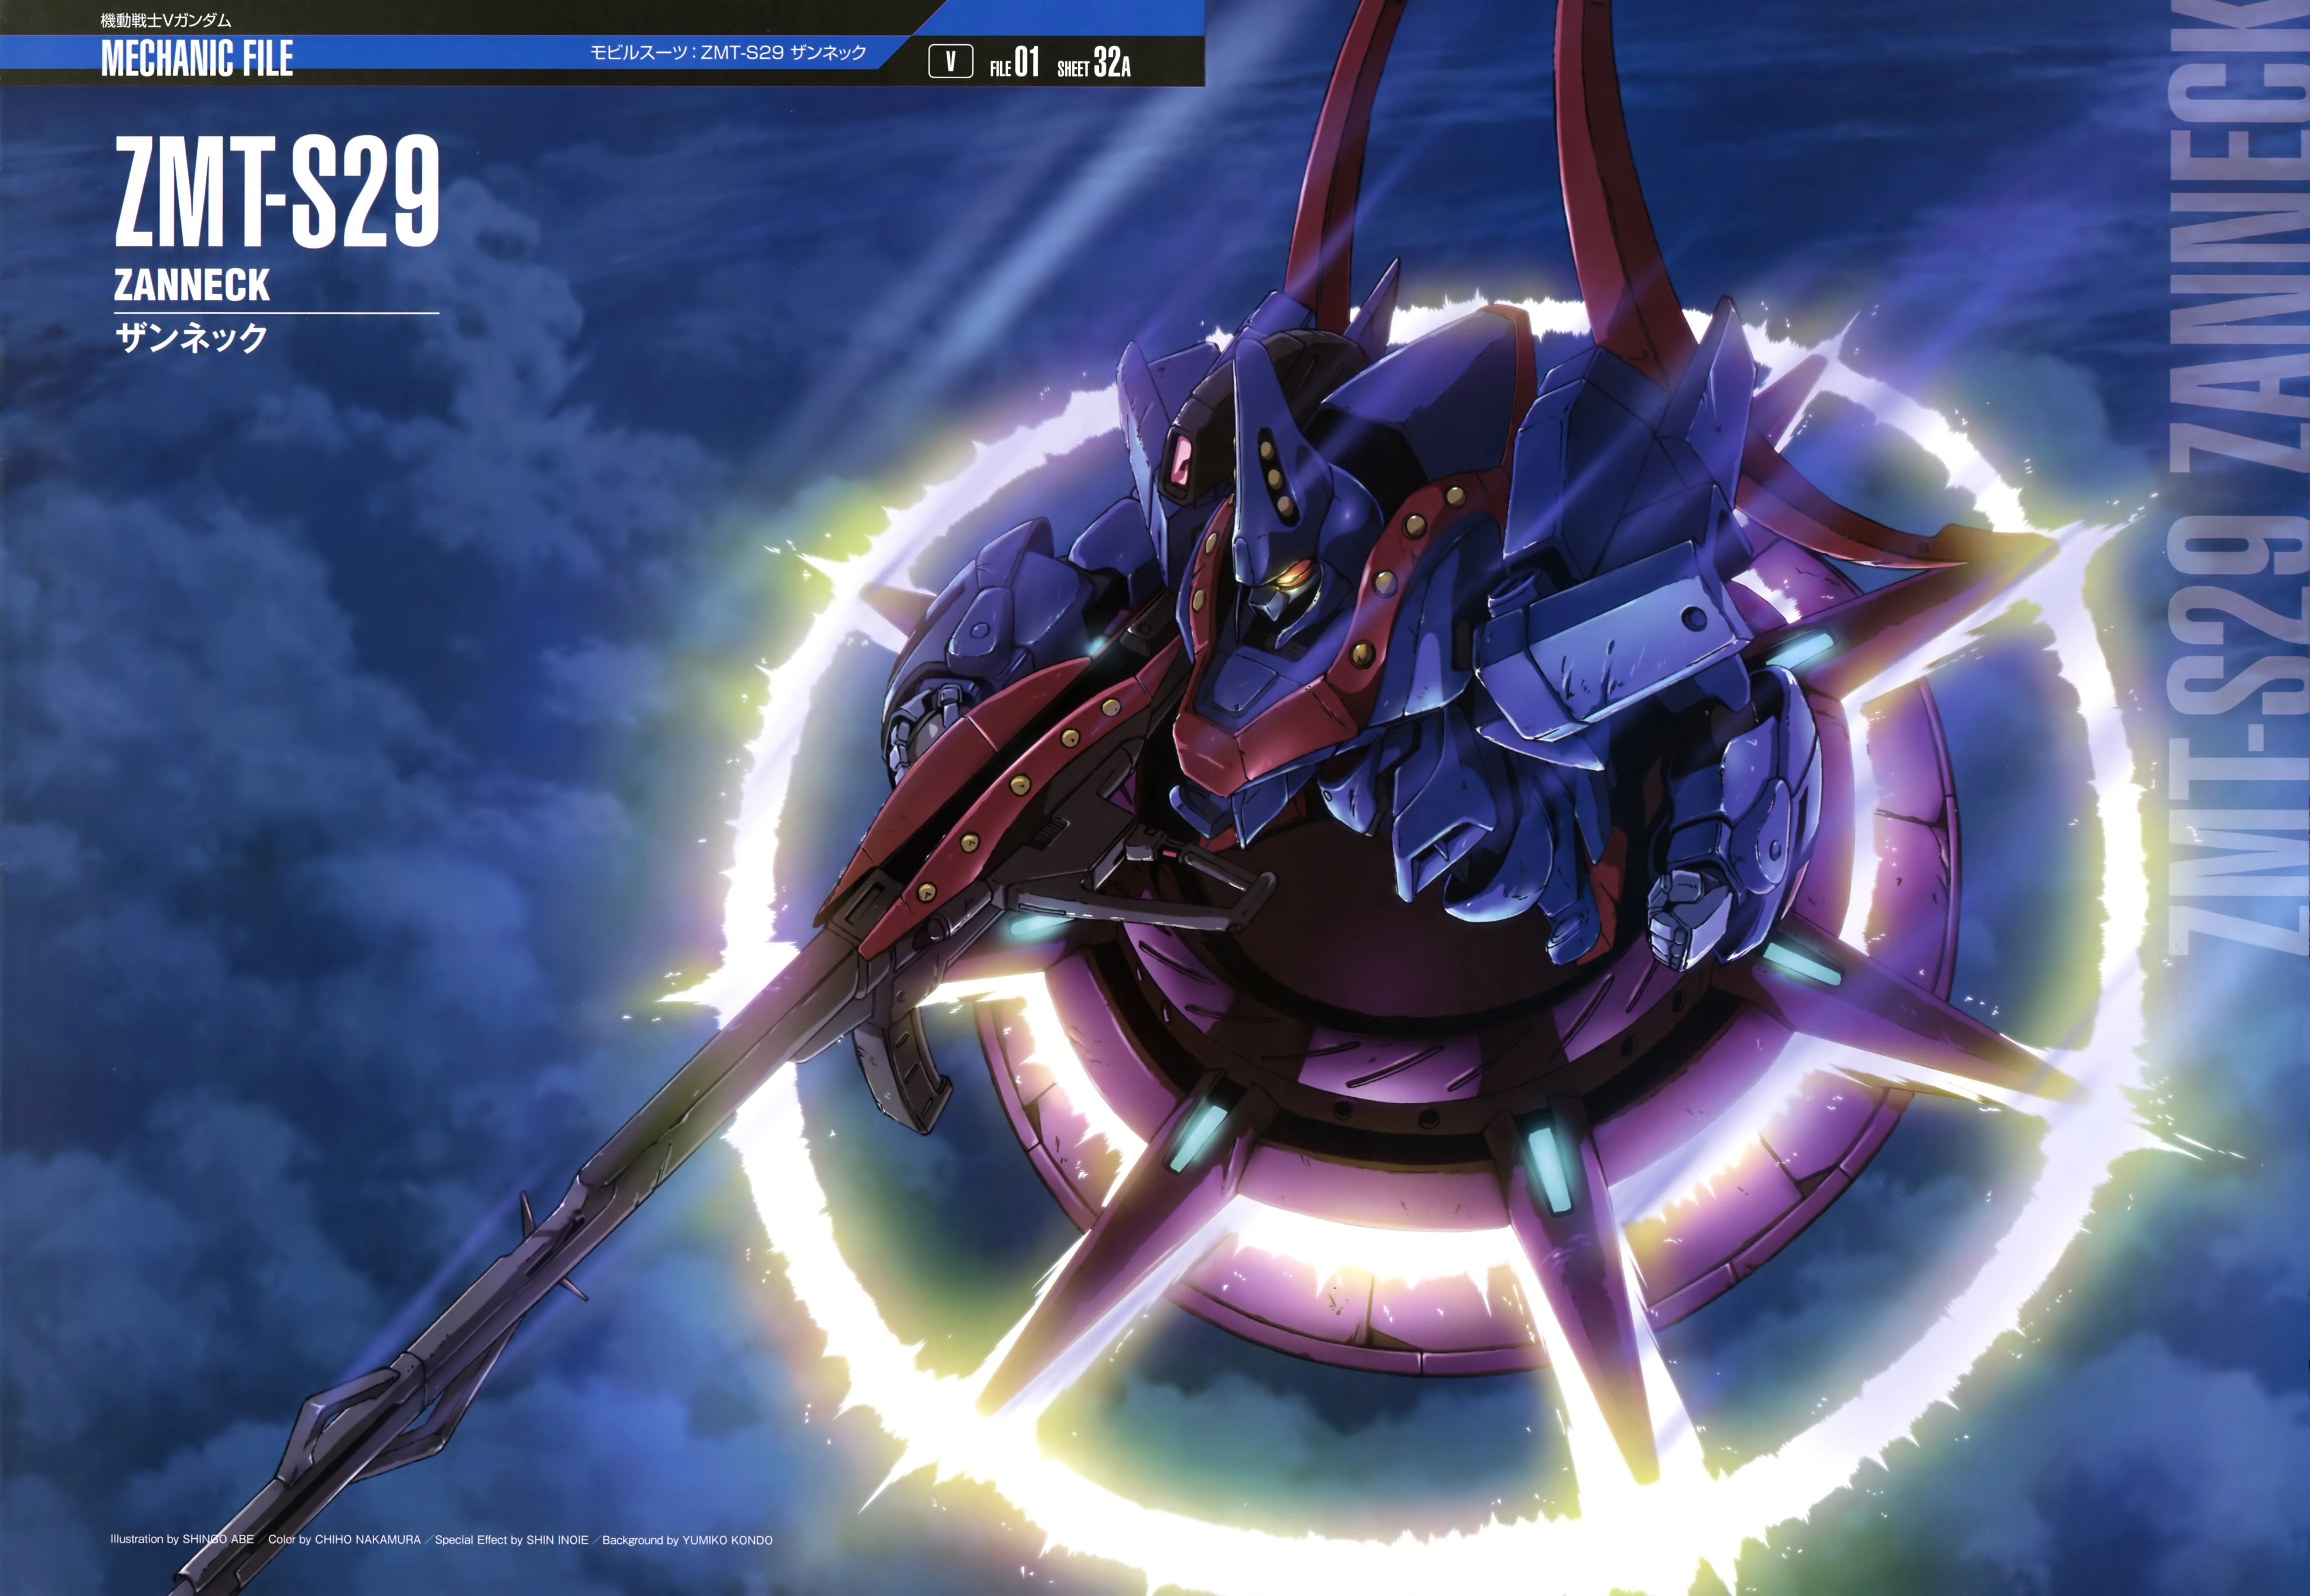 機動戦士Vガンダム
MECHANIC FILE
モビルスーツ：ZMT-S29 ザンネック
V FILE 01 SHEET 32A
ZMT-S29
ZANNECK
ザンネック
ZMT-S29 ZANNECK
Illustration by SHINGO ABE／Color by CHIHO NAKAMURA／Special Effect by SHIN INOIE／Background by YUMIKO KONDO